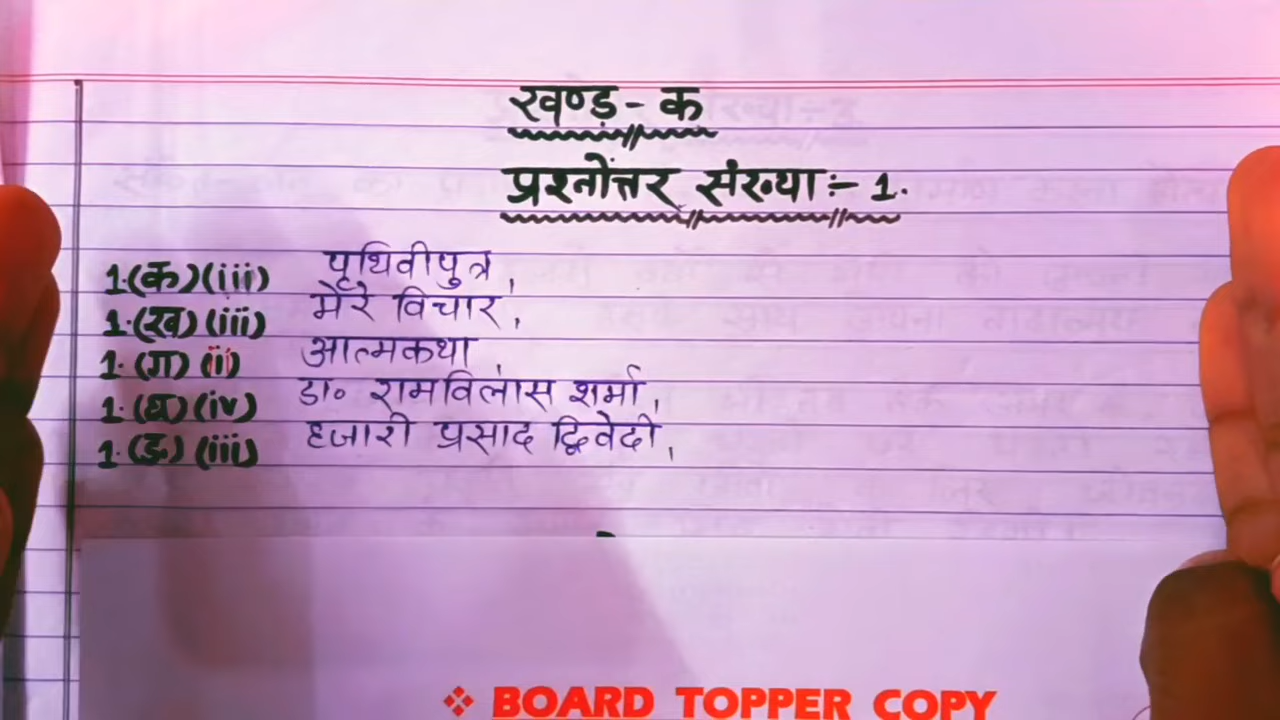 खण्ड़ - क
प्रश्नोंत्तर संख्या:- 1.
1.(क)(iii) पृथिवीपुत्र,
1.(ख)(iii) मेरे विचार,
1.(ग)(ii) आत्मकथा
1.(घ)(iv) डा० रामविलास शर्मा,
1.(ङ)(iii) हजारी प्रसाद द्विवेदी,
❖ BOARD TOPPER COPY